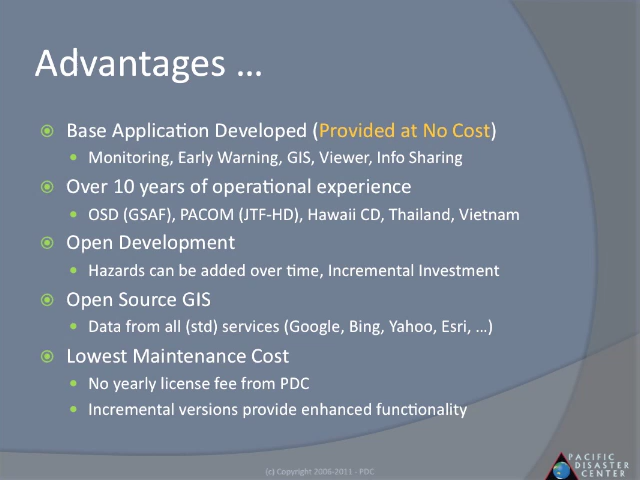 Advantages …
Base Application Developed (Provided at No Cost)
Monitoring, Early Warning, GIS, Viewer, Info Sharing
Over 10 years of operational experience
OSD (GSAF), PACOM (JTF-HD), Hawaii CD, Thailand, Vietnam
Open Development
Hazards can be added over time, Incremental Investment
Open Source GIS
Data from all (std) services (Google, Bing, Yahoo, Esri, …)
Lowest Maintenance Cost
No yearly license fee from PDC
Incremental versions provide enhanced functionality
(c) Copyright 2006-2011 - PDC
PACIFIC
DISASTER
CENTER